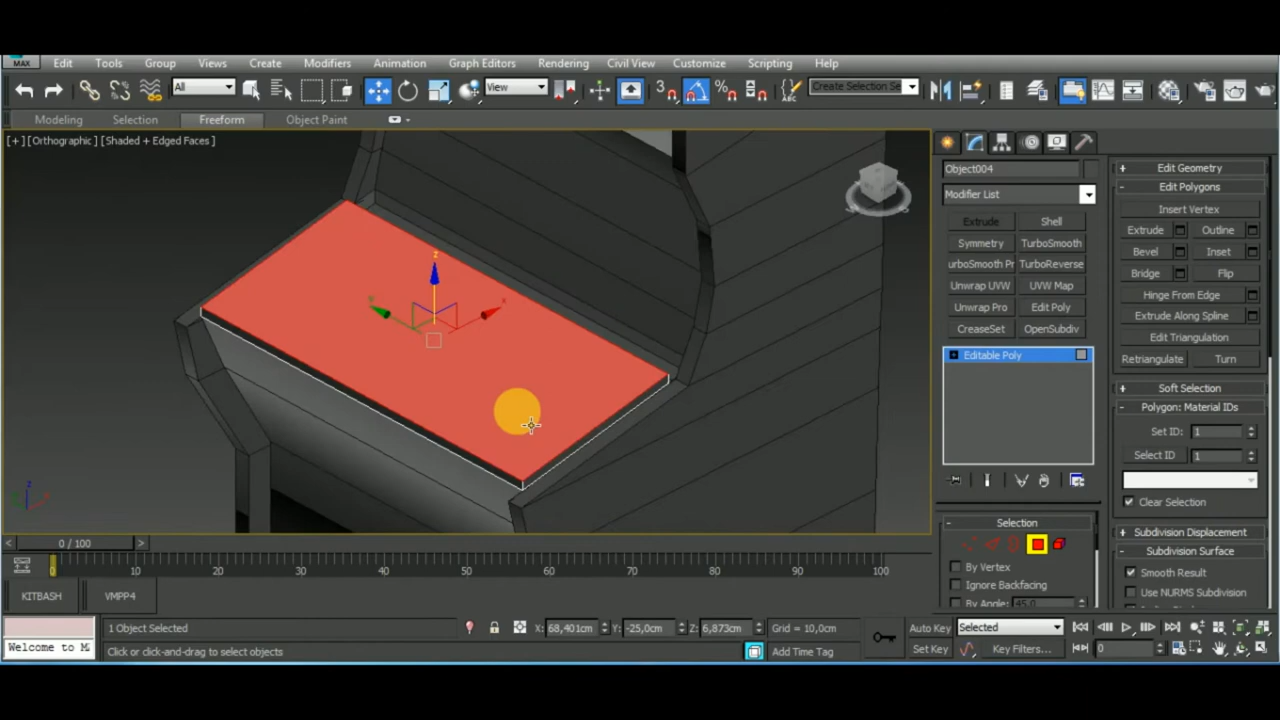 MAX Edit Tools Group Views Create Modifiers Animation Graph Editors Rendering Civil View Customize Scripting Help
All View 3 % ABC Create Selection Se
Modeling Selection Freeform Object Paint
[+] [Orthographic] [Shaded + Edged Faces]
Object004
Modifier List
Extrude Shell
Symmetry TurboSmooth
urboSmooth Pr TurboReverse
Unwrap UVW UVW Map
Unwrap Pro Edit Poly
CreaseSet OpenSubdiv
Editable Poly
Selection
By Vertex
Ignore Backfacing
By Angle: 45,0
+ Edit Geometry
- Edit Polygons
Insert Vertex
Extrude Outline
Bevel Inset
Bridge Flip
Hinge From Edge
Extrude Along Spline
Edit Triangulation
Retriangulate Turn
+ Soft Selection
- Polygon: Material IDs
Set ID: 1
Select ID 1
Clear Selection
+ Subdivision Displacement
- Subdivision Surface
Smooth Result
Use NURMS Subdivision
z
x
z
< 0 / 100 >
0 10 20 30 40 50 60 70 80 90 100
KITBASH VMPP4
1 Object Selected X: 68,401cm Y: -25,0cm Z: 6,873cm Grid = 10,0cm Auto Key Selected
Welcome to M Click or click-and-drag to select objects Add Time Tag Set Key Key Filters... 0